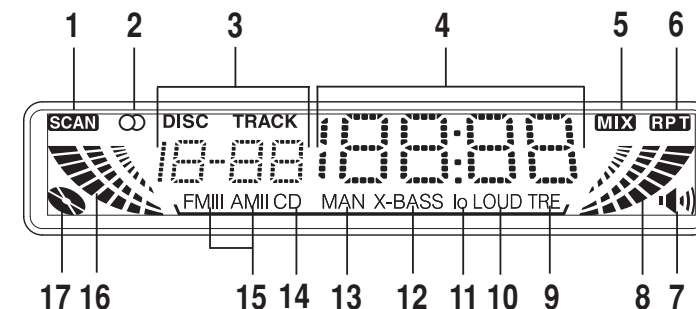 1 2 3 4 5 6
SCAN DISC TRACK MIX RPT
18-88 188:88
FMIII AMII CD MAN X-BASS lo LOUD TRE
17 16 15 14 13 12 11 10 9 8 7